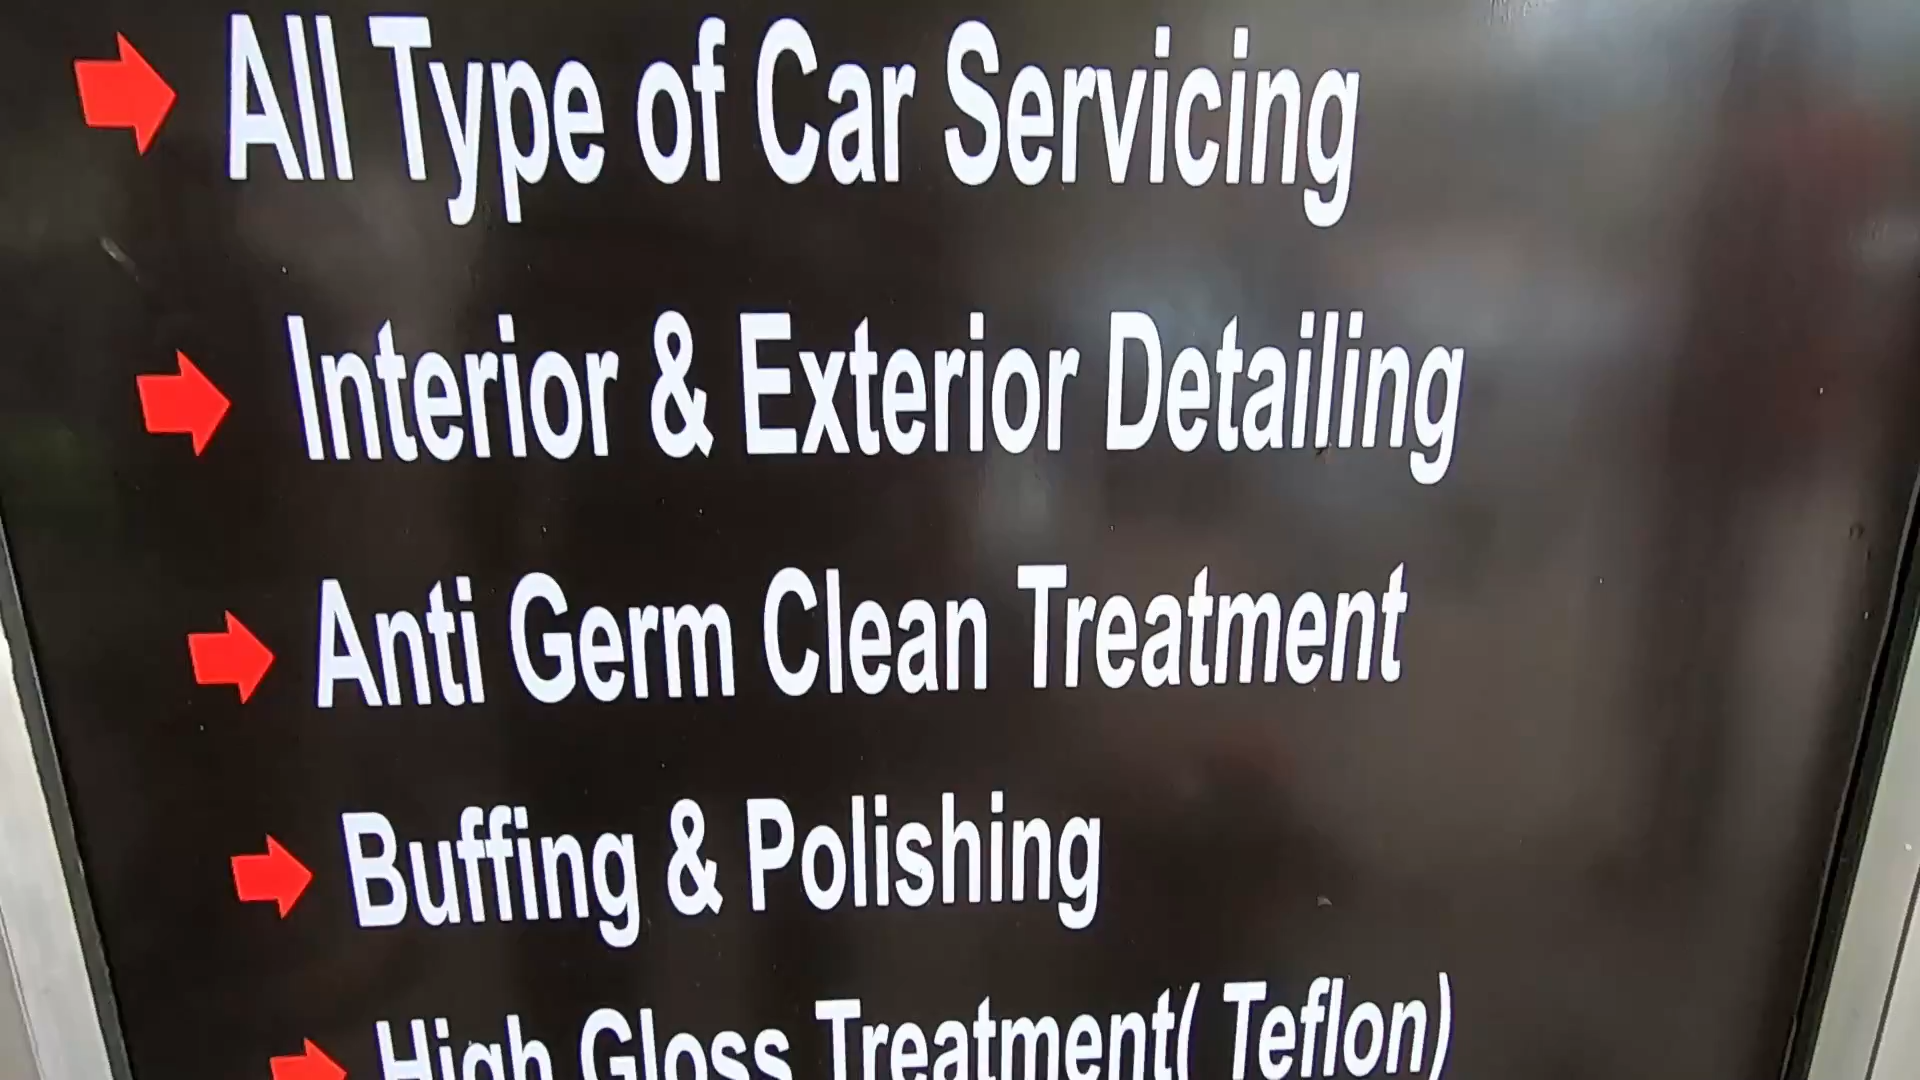 All Type of Car Servicing
Interior & Exterior Detailing
Anti Germ Clean Treatment
Buffing & Polishing
High Gloss Treatment( Teflon)